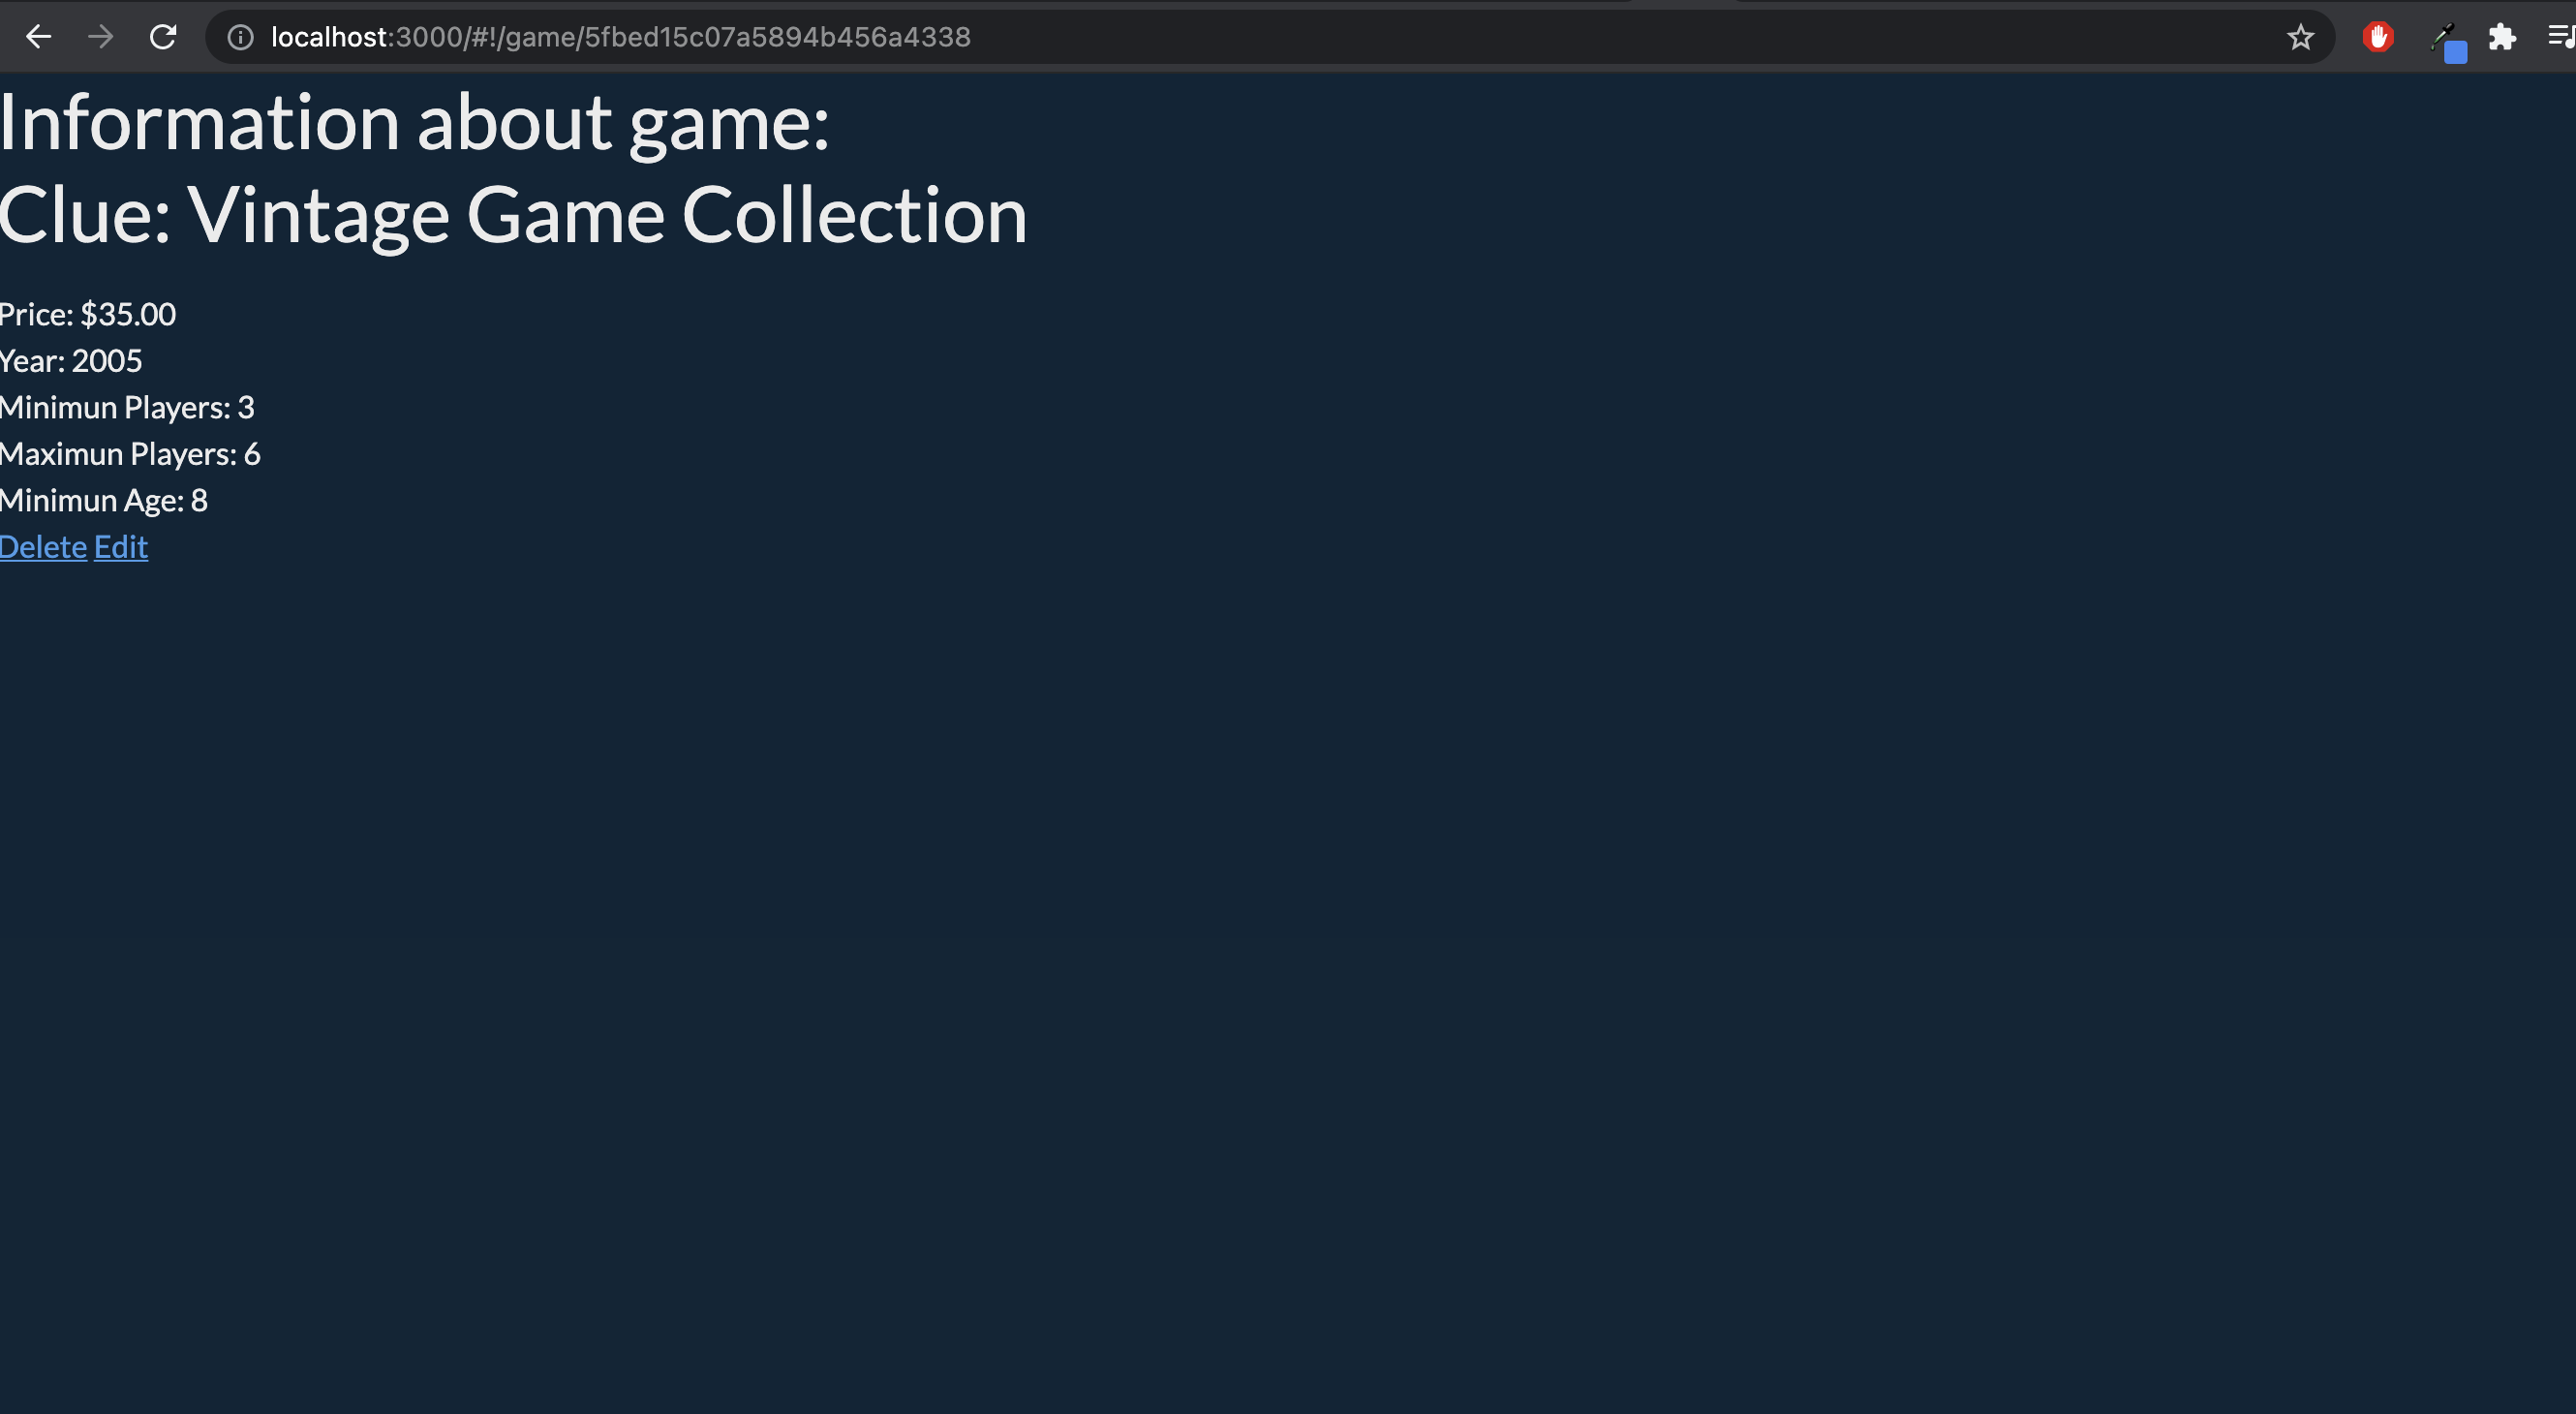 localhost:3000/#!/game/5fbed15c07a5894b456a4338
Information about game:
Clue: Vintage Game Collection
Price: $35.00
Year: 2005
Minimun Players: 3
Maximun Players: 6
Minimun Age: 8
Delete Edit